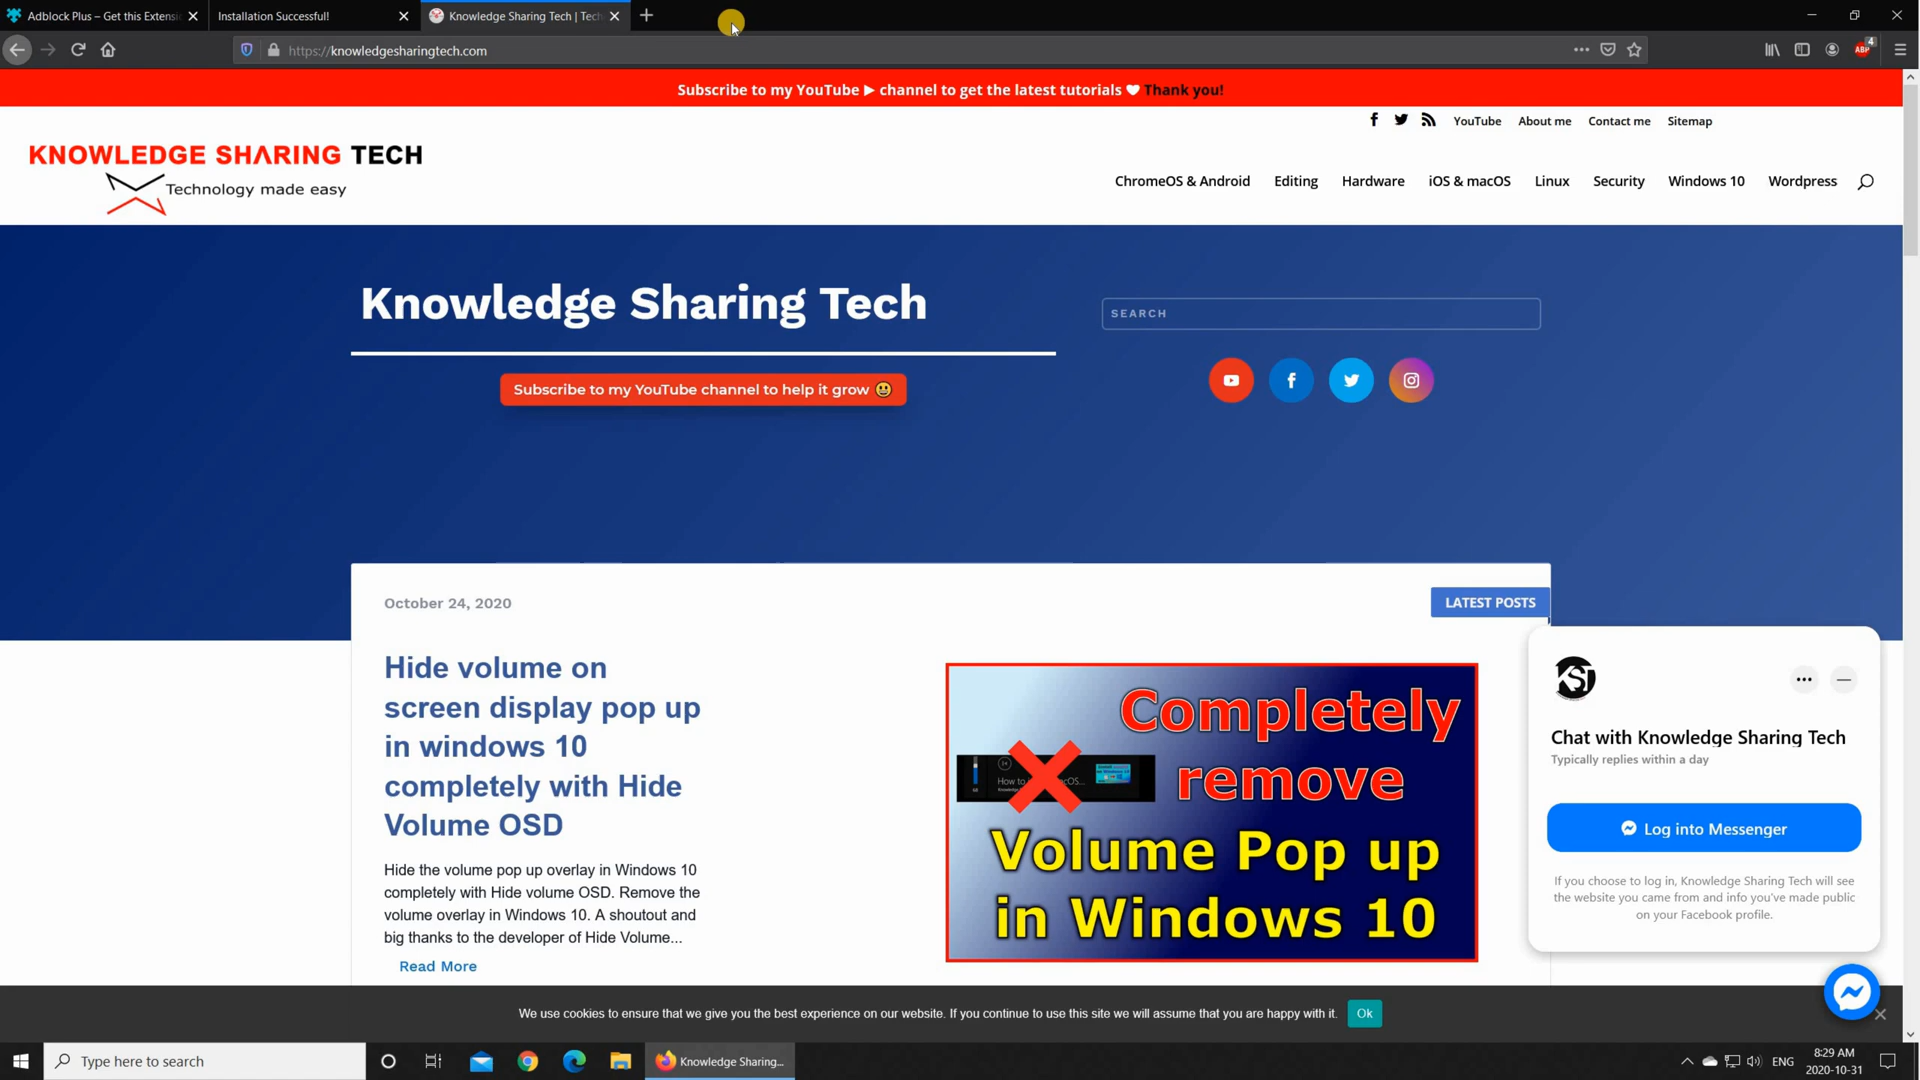 Adblock Plus – Get this Extensi
Installation Successful!
Knowledge Sharing Tech | Tech
https://knowledgesharingtech.com
ABP
4
Subscribe to my YouTube ▶ channel to get the latest tutorials ❤ Thank you!
YouTube
About me
Contact me
Sitemap
KNOWLEDGE SHARING TECH
Technology made easy
ChromeOS & Android
Editing
Hardware
iOS & macOS
Linux
Security
Windows 10
Wordpress
Knowledge Sharing Tech
SEARCH
Subscribe to my YouTube channel to help it grow 😀
October 24, 2020
LATEST POSTS
Hide volume on
screen display pop up
in windows 10
completely with Hide
Volume OSD
Hide the volume pop up overlay in Windows 10
completely with Hide volume OSD. Remove the
volume overlay in Windows 10. A shoutout and
big thanks to the developer of Hide Volume...
Read More
Completely
remove
Volume Pop up
in Windows 10
KST
Chat with Knowledge Sharing Tech
Typically replies within a day
Log into Messenger
If you choose to log in, Knowledge Sharing Tech will see
the website you came from and info you've made public
on your Facebook profile.
We use cookies to ensure that we give you the best experience on our website. If you continue to use this site we will assume that you are happy with it.
Ok
Type here to search
Knowledge Sharing...
ENG
8:29 AM
2020-10-31